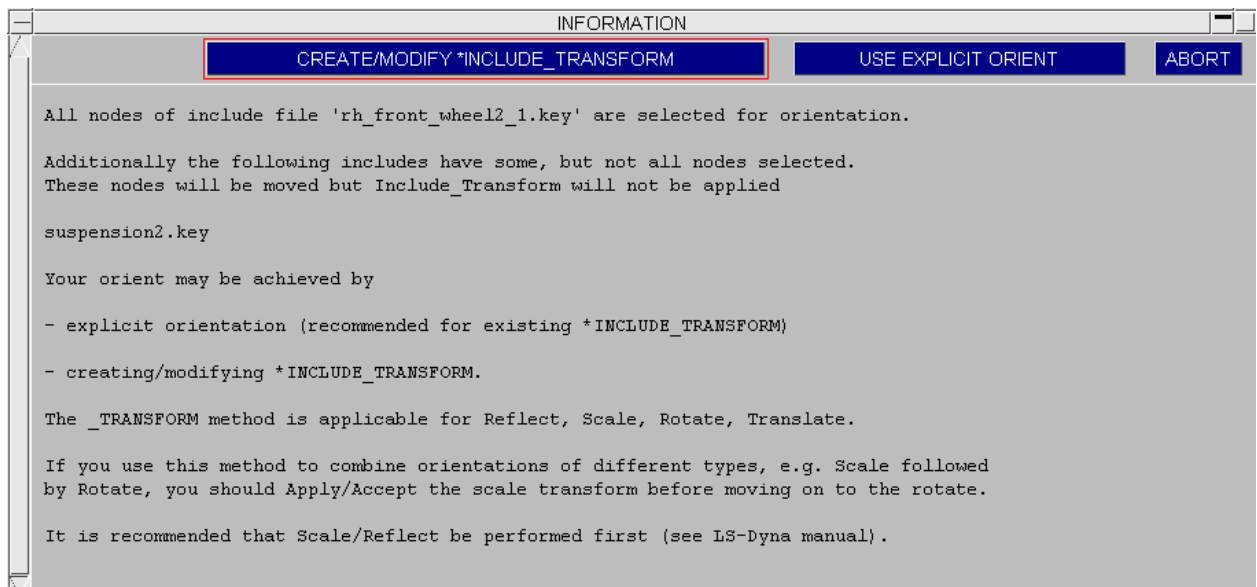 INFORMATION
CREATE/MODIFY *INCLUDE_TRANSFORM
USE EXPLICIT ORIENT
ABORT
All nodes of include file 'rh_front_wheel2_1.key' are selected for orientation.
Additionally the following includes have some, but not all nodes selected.
These nodes will be moved but Include_Transform will not be applied
suspension2.key
Your orient may be achieved by
- explicit orientation (recommended for existing *INCLUDE_TRANSFORM)
- creating/modifying *INCLUDE_TRANSFORM.
The _TRANSFORM method is applicable for Reflect, Scale, Rotate, Translate.
If you use this method to combine orientations of different types, e.g. Scale followed
by Rotate, you should Apply/Accept the scale transform before moving on to the rotate.
It is recommended that Scale/Reflect be performed first (see LS-Dyna manual).